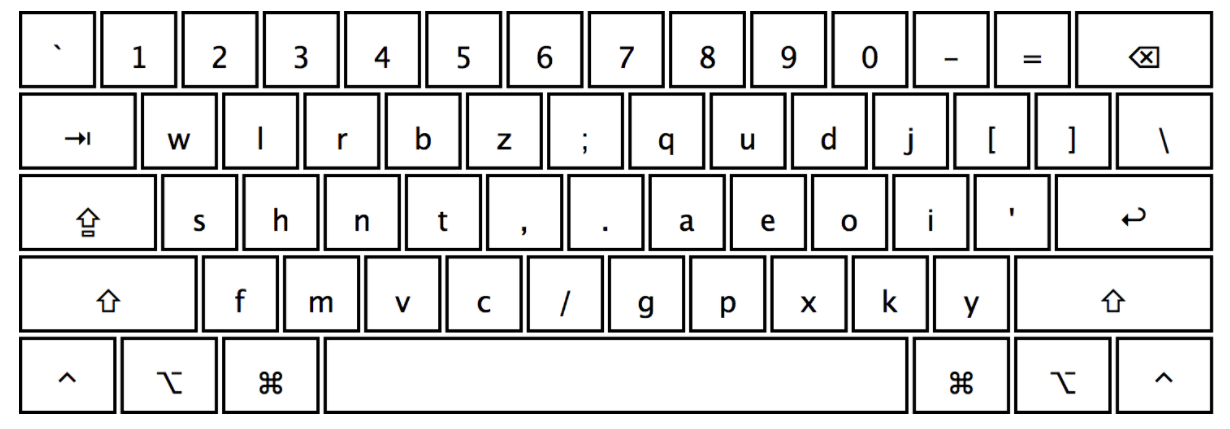 ` 1 2 3 4 5 6 7 8 9 0 - = ⌫
⇥ w l r b z ; q u d j [ ] \
⇪ s h n t , . a e o i ' ↩
⇧ f m v c / g p x k y ⇧
^ ⌥ ⌘ ⌘ ⌥ ^